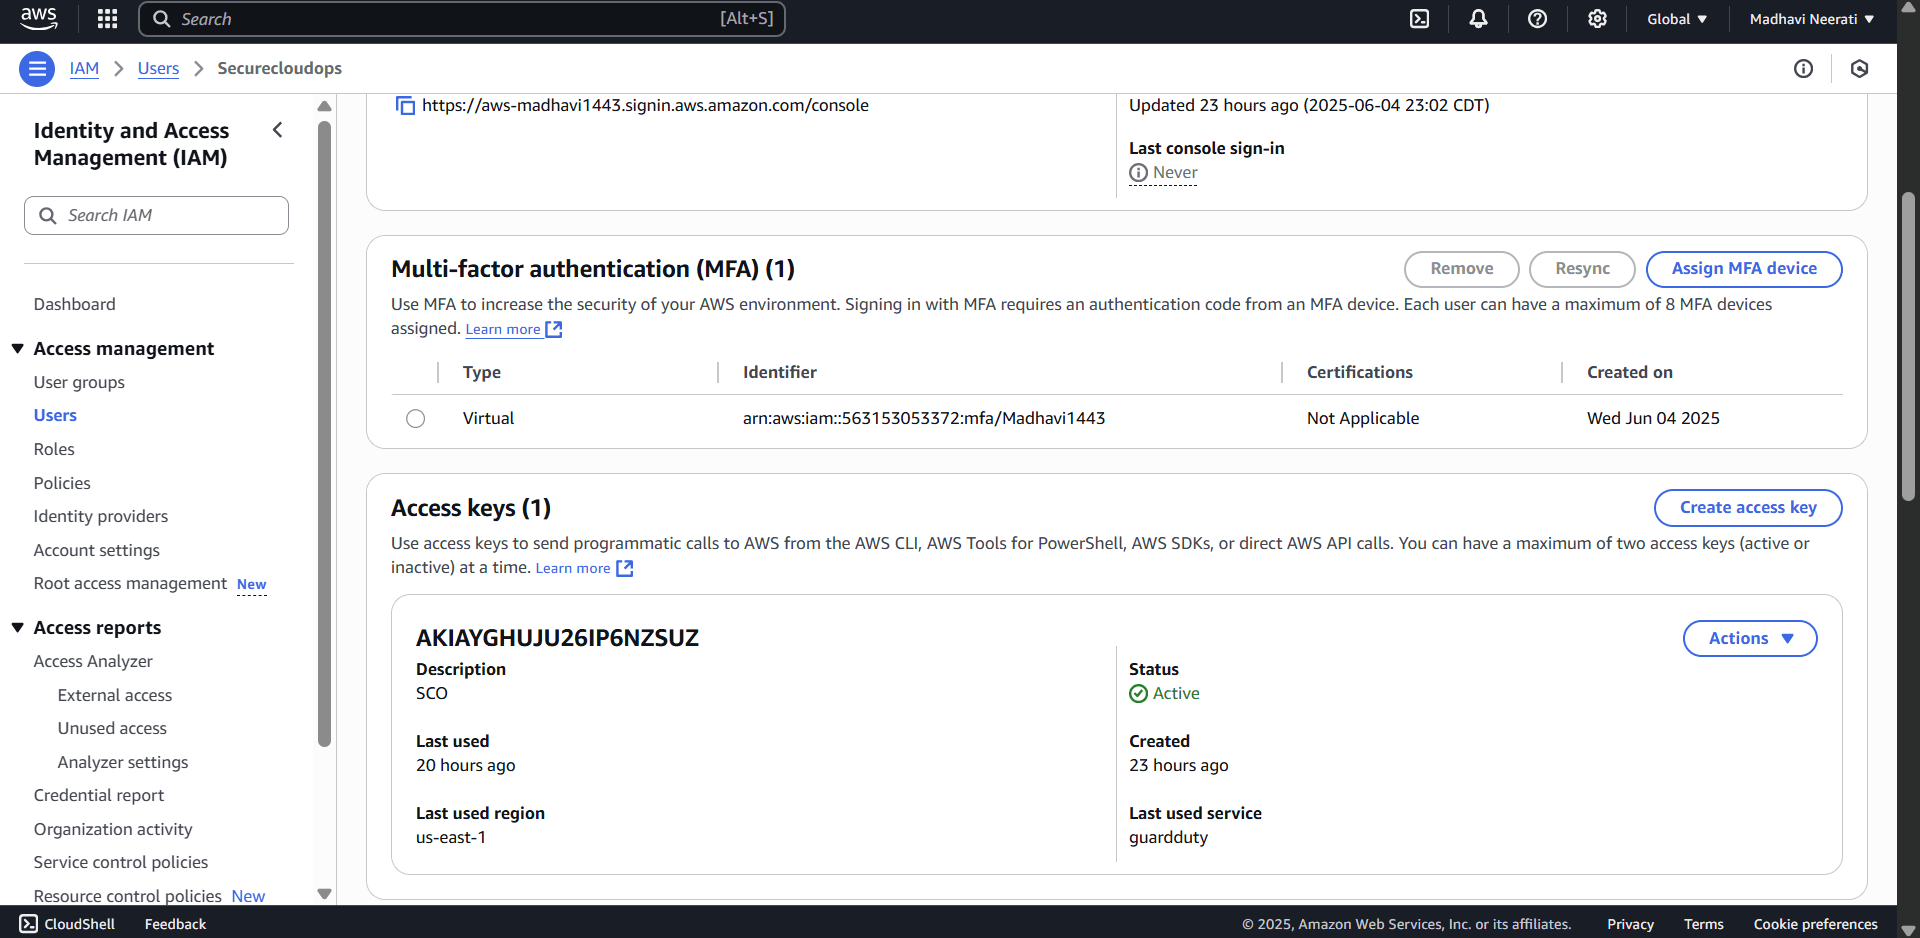 aws
Search [Alt+S]
Global
Madhavi Neerati
IAM > Users > Securecloudops
Identity and Access Management (IAM)
Search IAM
Dashboard
Access management
User groups
Users
Roles
Policies
Identity providers
Account settings
Root access management New
Access reports
Access Analyzer
External access
Unused access
Analyzer settings
Credential report
Organization activity
Service control policies
Resource control policies New
https://aws-madhavi1443.signin.aws.amazon.com/console
Updated 23 hours ago (2025-06-04 23:02 CDT)
Last console sign-in
Never
Multi-factor authentication (MFA) (1)
Remove
Resync
Assign MFA device
Use MFA to increase the security of your AWS environment. Signing in with MFA requires an authentication code from an MFA device. Each user can have a maximum of 8 MFA devices
assigned. Learn more
Type Identifier Certifications Created on
Virtual arn:aws:iam::563153053372:mfa/Madhavi1443 Not Applicable Wed Jun 04 2025
Access keys (1)
Create access key
Use access keys to send programmatic calls to AWS from the AWS CLI, AWS Tools for PowerShell, AWS SDKs, or direct AWS API calls. You can have a maximum of two access keys (active or
inactive) at a time. Learn more
AKIAYGHUJU26IP6NZSUZ
Actions
Description
SCO
Status
Active
Last used
20 hours ago
Created
23 hours ago
Last used region
us-east-1
Last used service
guardduty
CloudShell
Feedback
© 2025, Amazon Web Services, Inc. or its affiliates.
Privacy
Terms
Cookie preferences